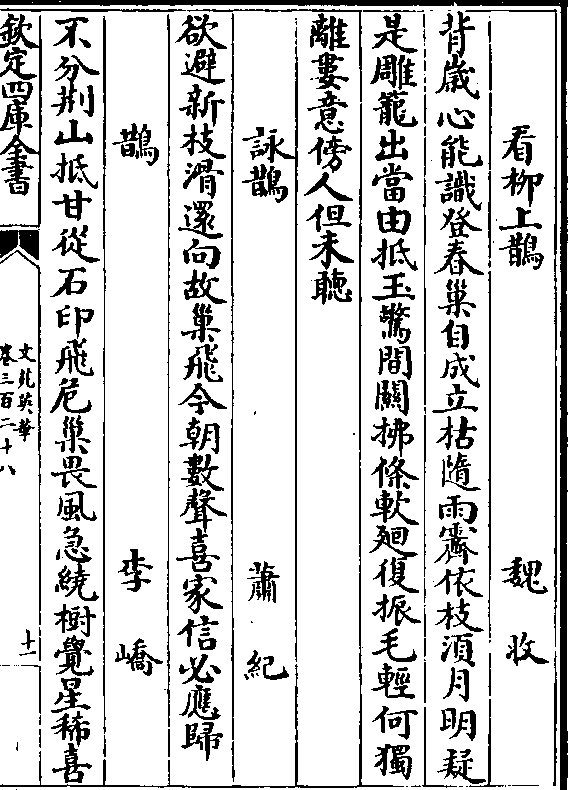 看柳上鵲 魏收
背歲心能識登春巢自成立枯隨雨霽依枝須月明疑
是雕籠出當由抵玉驚間關拂條軟廻復振毛輕何獨
離婁意傍人但未聽
詠鵲 蕭紀
欲避新枝滑還向故巢飛今朝數聲喜家信必應歸
鵲 李嶠
不分荆山抵甘從石印飛危巢畏風急繞樹覺星稀喜
欽定四庫全書
文苑英華
卷三百二十八
十二